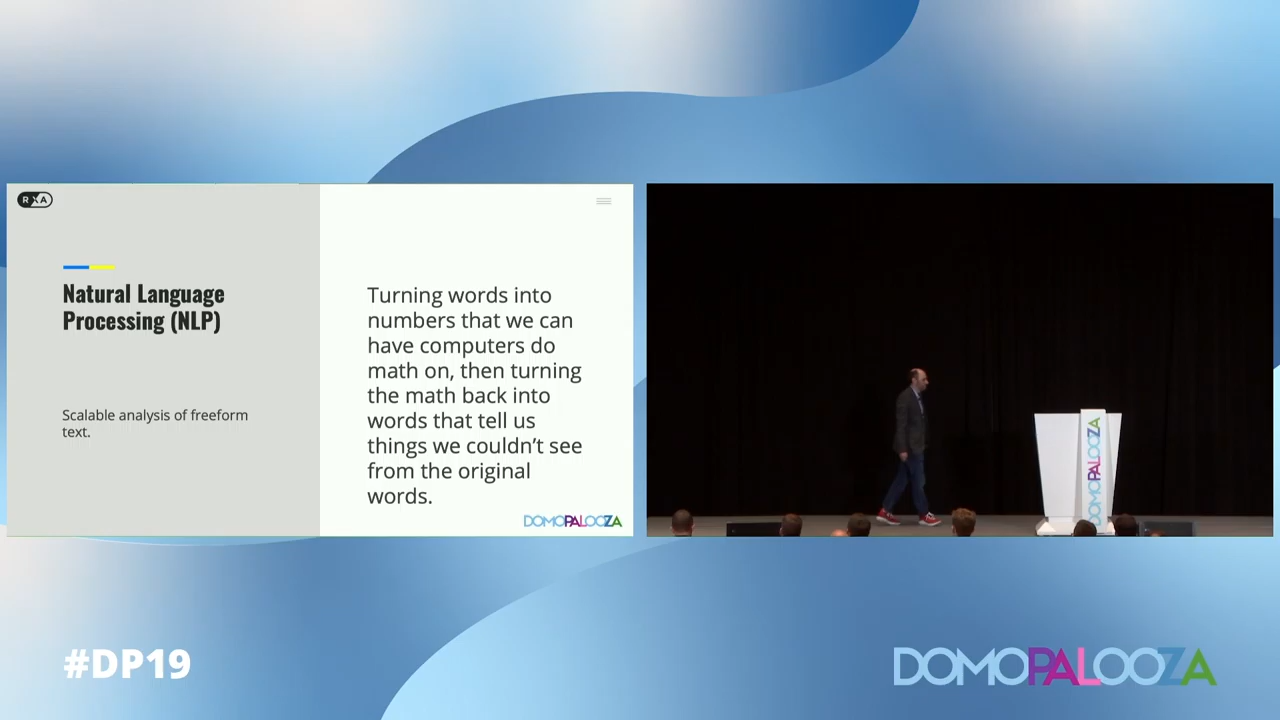 RXA
Natural Language
Processing (NLP)
Scalable analysis of freeform
text.
Turning words into
numbers that we can
have computers do
math on, then turning
the math back into
words that tell us
things we couldn't see
from the original
words.
DOMOPALOOZA
DOMOPALOOZA
#DP19
DOMOPALOOZA